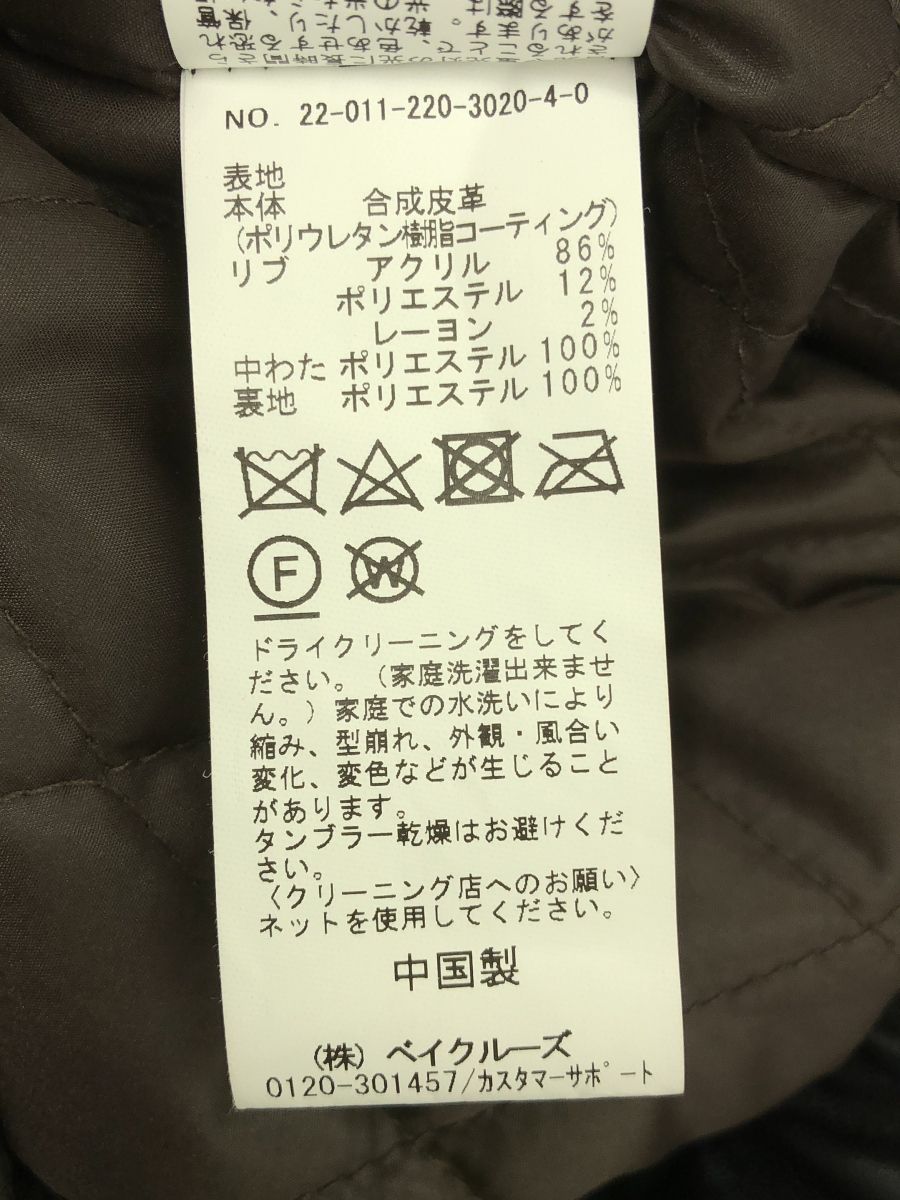 NO. 22-011-220-3020-4-0
表地
本体 合成皮革
(ポリウレタン樹脂コーティング)
リブ アクリル 86%
ポリエステル 12%
レーヨン 2%
中わた ポリエステル 100%
裏地 ポリエステル 100%
F
W
ドライクリーニングをしてく
ださい。(家庭洗濯出来ませ
ん。)家庭での水洗いにより
縮み、型崩れ、外観・風合い
変化、変色などが生じること
があります。
タンブラー乾燥はお避けくだ
さい。
〈クリーニング店へのお願い〉
ネットを使用してください。
中国製
(株)ベイクルーズ
0120-301457/カスタマーサポート